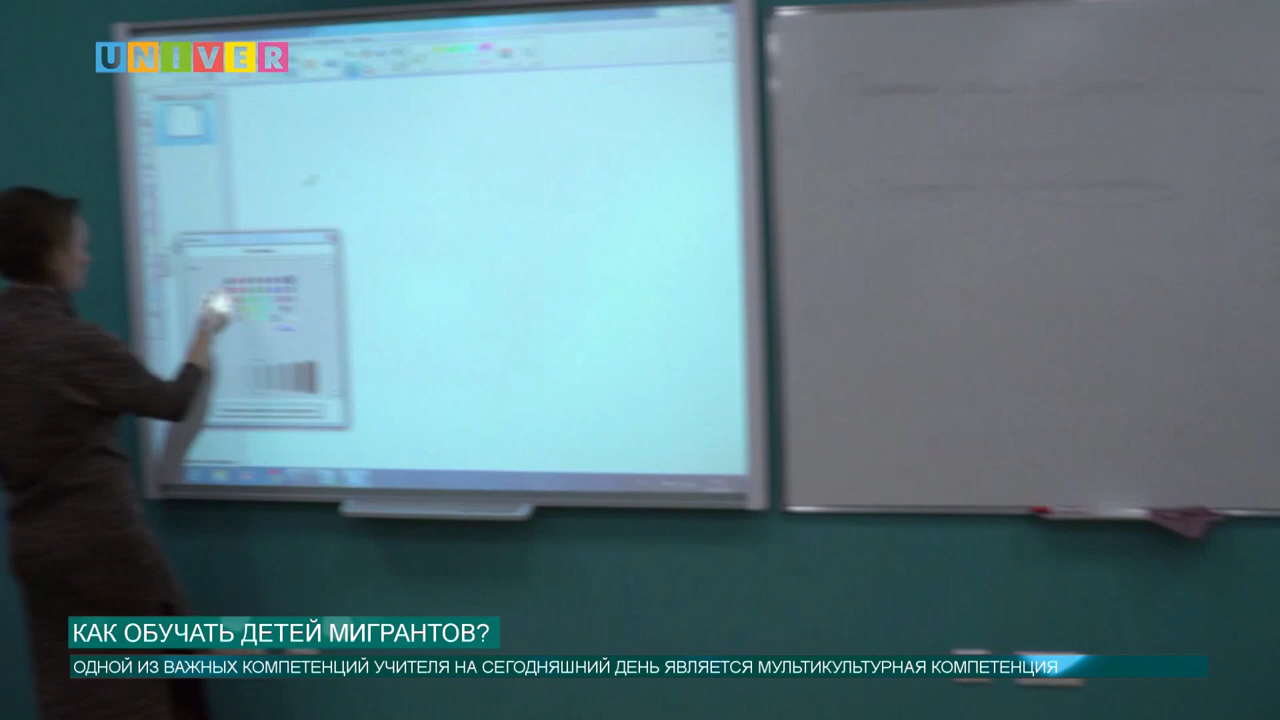 UNIVER
КАК ОБУЧАТЬ ДЕТЕЙ МИГРАНТОВ?
ОДНОЙ ИЗ ВАЖНЫХ КОМПЕТЕНЦИЙ УЧИТЕЛЯ НА СЕГОДНЯШНИЙ ДЕНЬ ЯВЛЯЕТСЯ МУЛЬТИКУЛЬТУРНАЯ КОМПЕТЕНЦИЯ